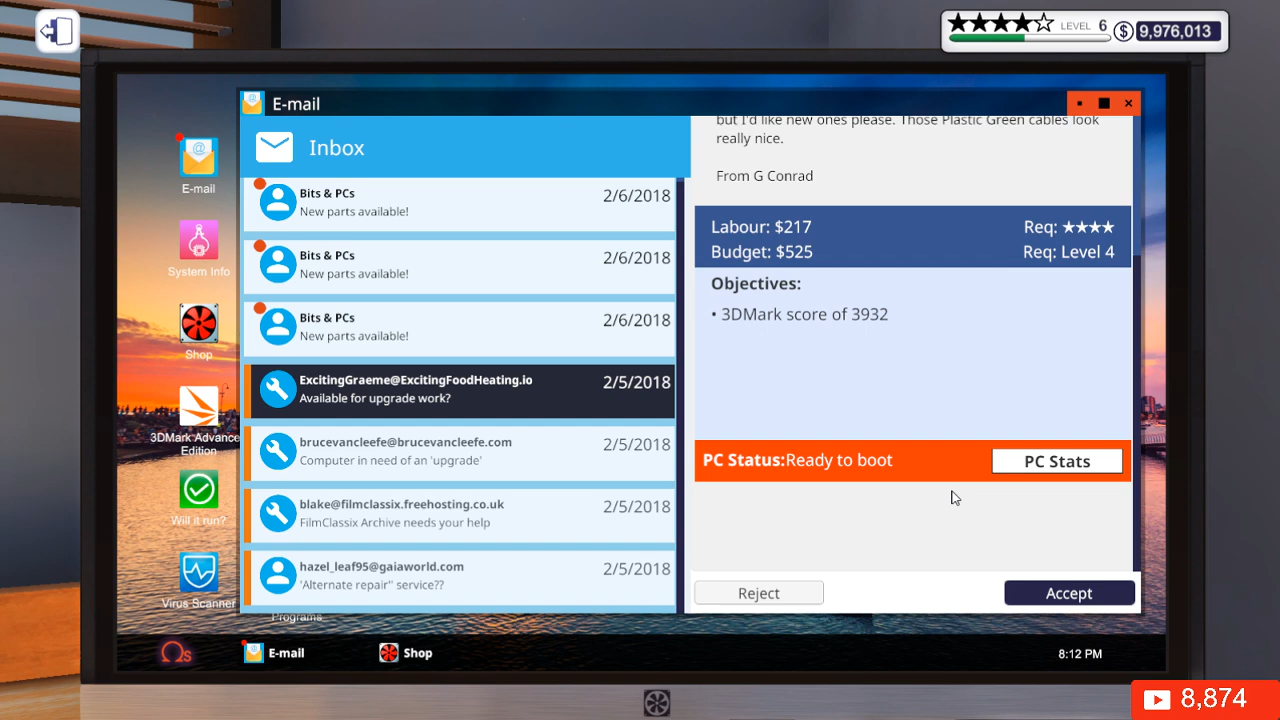 ★★★★☆ LEVEL 6 $ 9,976,013
E-mail
but I'd like new ones please. Those Plastic Green cables look
really nice.
From G Conrad
Inbox
Bits & PCs 2/6/2018
New parts available!
Bits & PCs 2/6/2018
New parts available!
Bits & PCs 2/6/2018
New parts available!
ExcitingGraeme@ExcitingFoodHeating.io 2/5/2018
Available for upgrade work?
brucevancleefe@brucevancleefe.com 2/5/2018
Computer in need of an 'upgrade'
blake@filmclassix.freehosting.co.uk 2/5/2018
FilmClassix Archive needs your help
hazel_leaf95@gaiaworld.com 2/5/2018
'Alternate repair" service??
Labour: $217 Req: ★★★★
Budget: $525 Req: Level 4
Objectives:
• 3DMark score of 3932
PC Status:Ready to boot PC Stats
Reject Accept
E-mail
System Info
Shop
3DMark Advance
Edition
Will it run?
Virus Scanner
Programs
Ωs E-mail Shop 8:12 PM
8,874